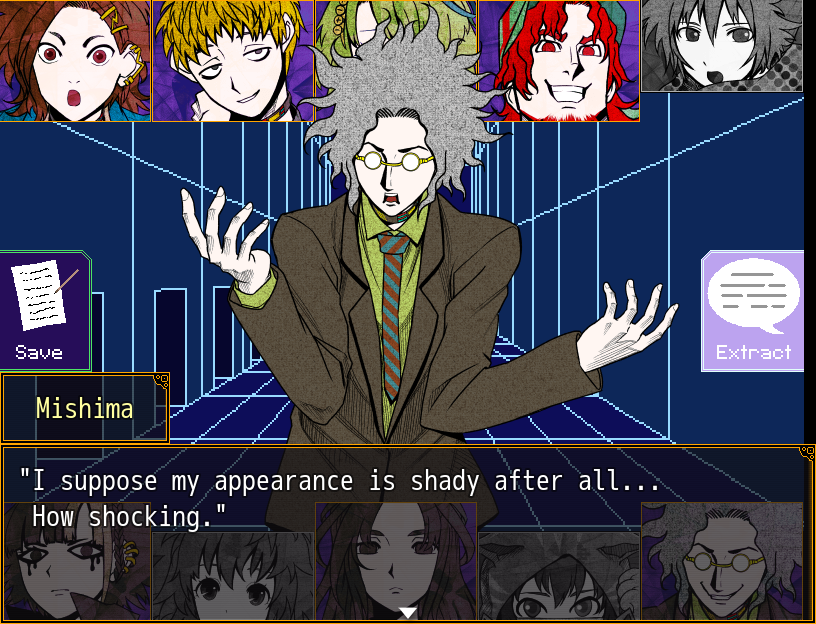 Save
Extract
Mishima
"I suppose my appearance is shady after all...
How shocking."